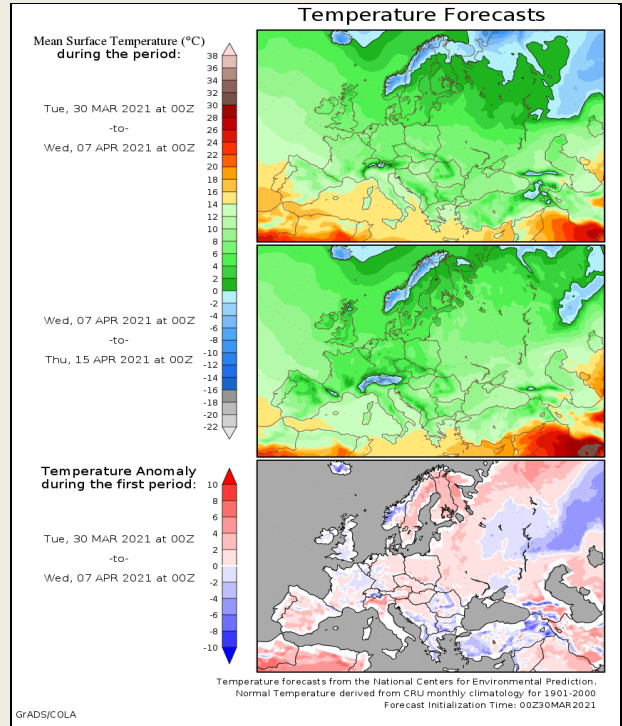 Temperature Forecasts
Mean Surface Temperature (°C)
during the period:
38
36
34
32
30
28
26
24
22
20
18
16
14
12
10
8
6
4
2
0
-2
-4
-6
-8
-10
-12
-14
-16
-18
-20
-22
Tue, 30 MAR 2021 at 00Z
-to-
Wed, 07 APR 2021 at 00Z
Wed, 07 APR 2021 at 00Z
-to-
Thu, 15 APR 2021 at 00Z
Temperature Anomaly
during the first period:
10
8
6
4
2
0
-2
-4
-6
-8
-10
Tue, 30 MAR 2021 at 00Z
-to-
Wed, 07 APR 2021 at 00Z
Temperature forecasts from the National Centers for Environmental Prediction.
Normal Temperature derived from CRU monthly climatology for 1901-2000
Forecast Initialization Time: 00Z30MAR2021
GrADS/COLA